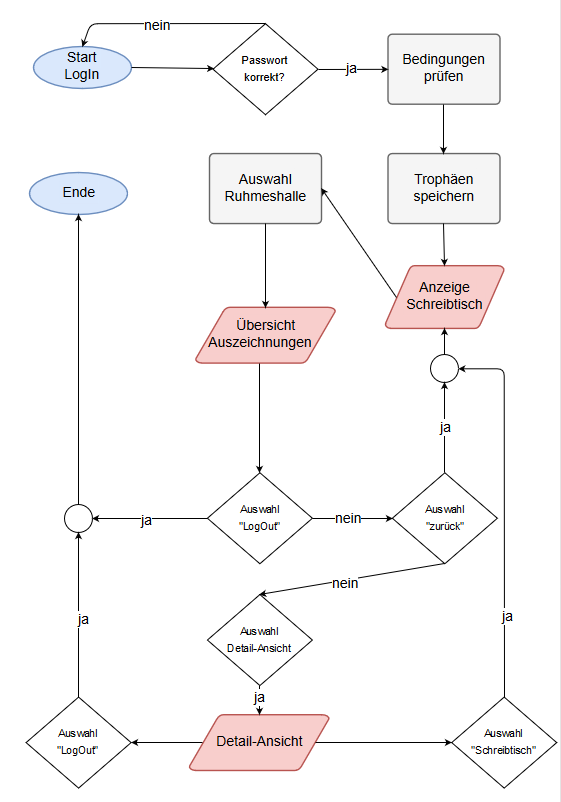 nein
Start
LogIn
Passwort
korrekt?
ja
Bedingungen
prüfen
Ende
Auswahl
Ruhmeshalle
Trophäen
speichern
Anzeige
Schreibtisch
Übersicht
Auszeichnungen
ja
ja
Auswahl
"LogOut"
nein
Auswahl
"zurück"
nein
Auswahl
Detail-Ansicht
ja
ja
ja
Auswahl
"LogOut"
Detail-Ansicht
Auswahl
"Schreibtisch"